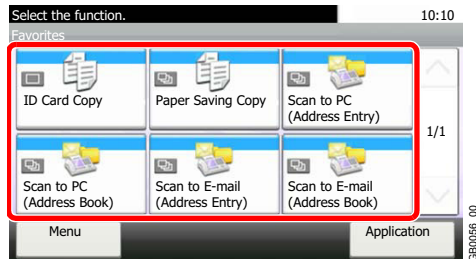 Select the function.
10:10
Favorites
ID Card Copy
Paper Saving Copy
Scan to PC
(Address Entry)
1/1
Scan to PC
(Address Book)
Scan to E-mail
(Address Entry)
Scan to E-mail
(Address Book)
Menu
Application
GB0056_00